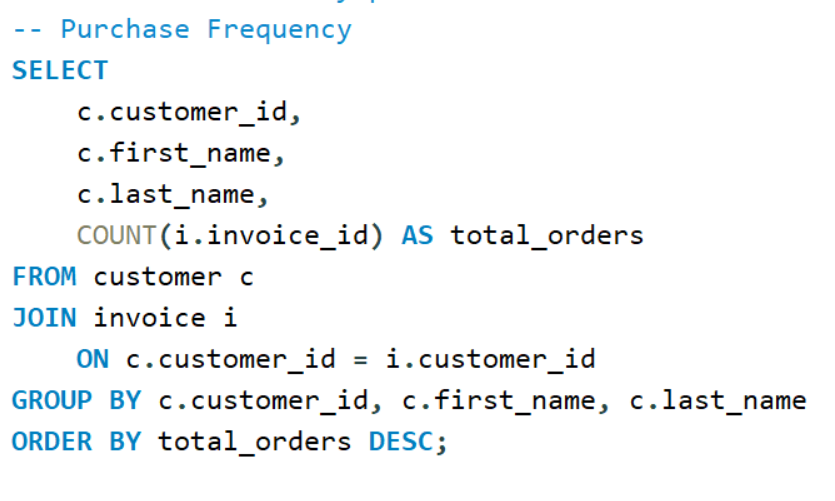 -- Purchase Frequency
SELECT
    c.customer_id,
    c.first_name,
    c.last_name,
    COUNT(i.invoice_id) AS total_orders
FROM customer c
JOIN invoice i
    ON c.customer_id = i.customer_id
GROUP BY c.customer_id, c.first_name, c.last_name
ORDER BY total_orders DESC;